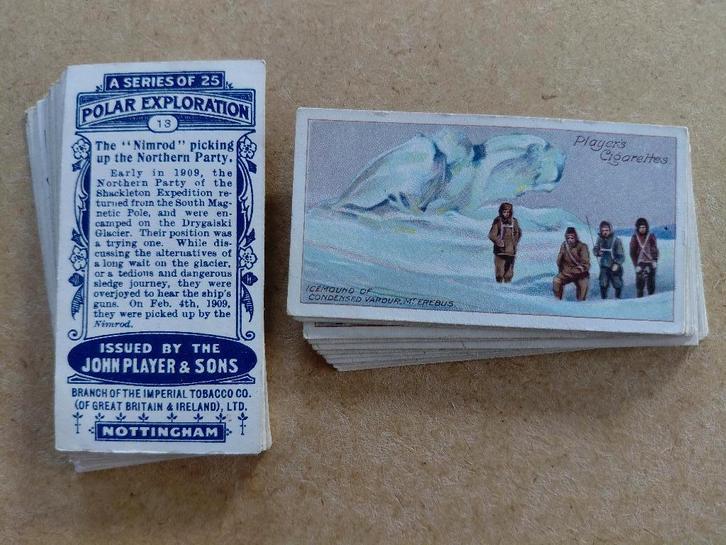 A SERIES OF 25
POLAR EXPLORATION
13
The "Nimrod" picking
up the Northern Party.
Early in 1909, the
Northern Party of the
Shackleton Expedition re-
turned from the South Mag-
netic Pole, and were en-
camped on the Drygalski
Glacier. Their position was
a trying one. While dis-
cussing the alternatives of
a long wait on the glacier,
or a tedious and dangerous
sledge journey, they were
overjoyed to hear the ship's
guns. On Feb. 4th, 1909,
they were picked up by the
Nimrod.
ISSUED BY THE
JOHN PLAYER & SONS
BRANCH OF THE IMPERIAL TOBACCO CO.
(OF GREAT BRITAIN & IRELAND), LTD.
NOTTINGHAM
Player's
Cigarettes
ICEMOUND OF
CONDENSED VAPOUR, MT EREBUS.